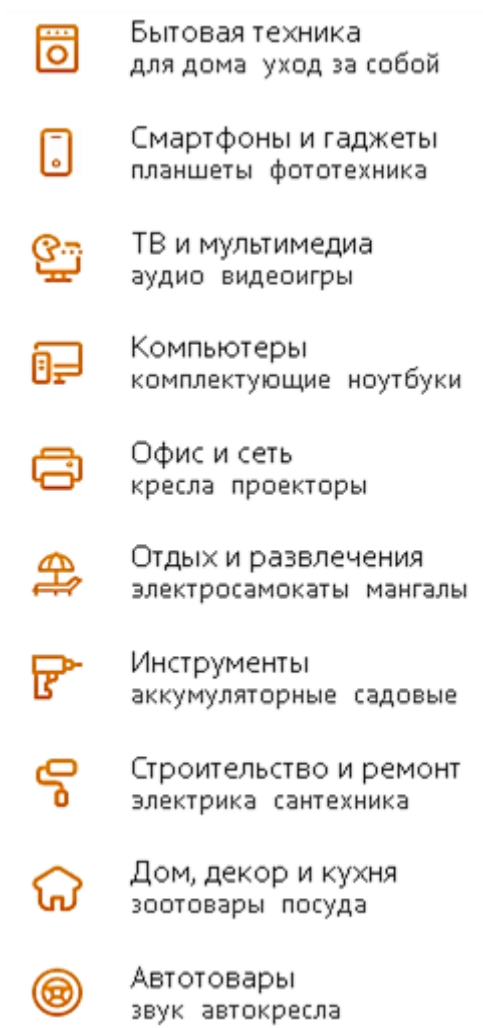 Бытовая техника
для дома уход за собой
Смартфоны и гаджеты
планшеты фототехника
ТВ и мультимедиа
аудио видеоигры
Компьютеры
комплектующие ноутбуки
Офис и сеть
кресла проекторы
Отдых и развлечения
электросамокаты мангалы
Инструменты
аккумуляторные садовые
Строительство и ремонт
электрика сантехника
Дом, декор и кухня
зоотовары посуда
Автотовары
звук автокресла